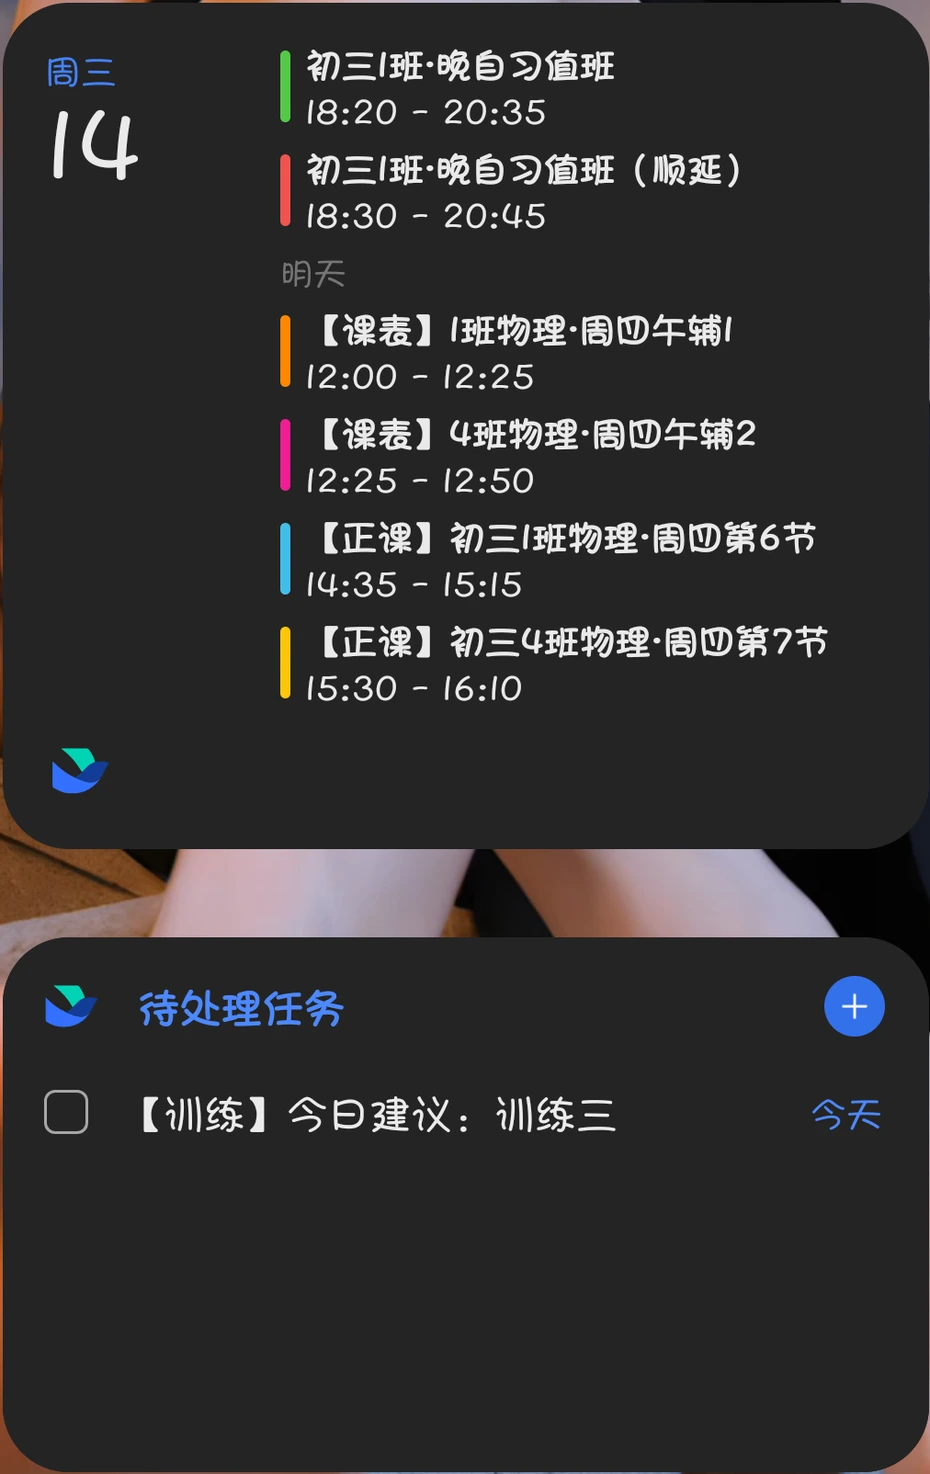 周三
14
初三1班·晚自习值班
18:20 - 20:35
初三1班·晚自习值班（顺延）
18:30 - 20:45
明天
【课表】1班物理·周四午辅1
12:00 - 12:25
【课表】4班物理·周四午辅2
12:25 - 12:50
【正课】初三1班物理·周四第6节
14:35 - 15:15
【正课】初三4班物理·周四第7节
15:30 - 16:10
待处理任务
【训练】今日建议：训练三
今天